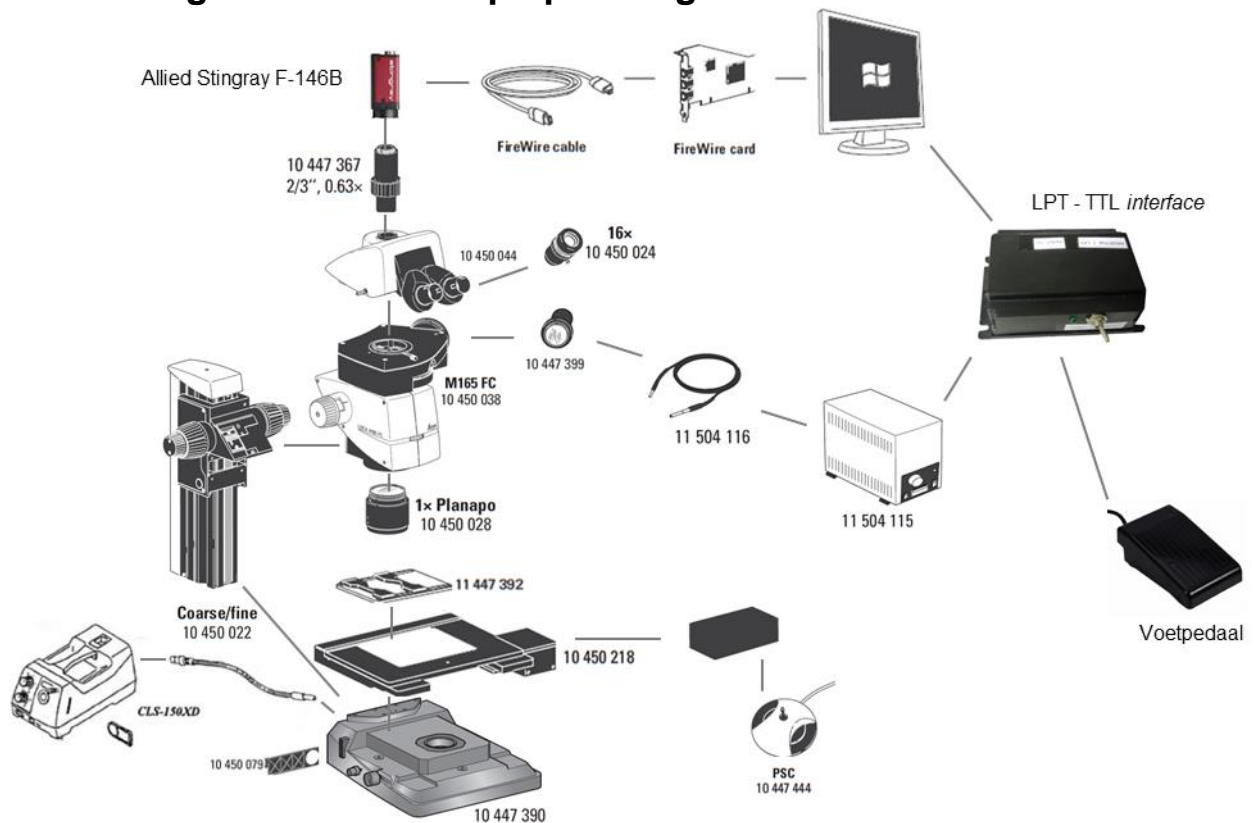 Allied Stingray F-146B
stingray
FireWire cable
FireWire card
10 447 367
2/3”, 0.63×
LPT - TTL interface
10 450 044
16×
10 450 024
10 447 399
M165 FC
10 450 038
11 504 116
11 504 115
1× Planapo
10 450 028
11 447 392
Coarse/fine
10 450 022
10 450 218
Voetpedaal
CLS-150XD
10 450 079
PSC
10 447 444
10 447 390